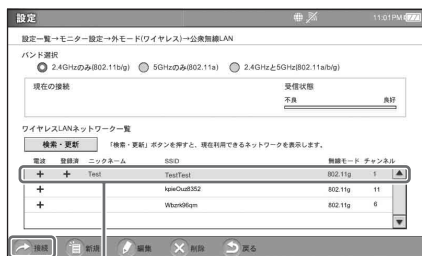 設定
11:01PM
設定一覧→モニター設定→外モード(ワイヤレス)→公衆無線LAN
バンド選択
2.4GHzのみ(802.11b/g) 5GHzのみ(802.11a) 2.4GHzと5GHz(802.11a/b/g)
現在の接続 受信状態
不良 良好
ワイヤレスLANネットワーク一覧
検索・更新 「検索・更新」ボタンを押すと、現在利用できるネットワークを表示します。
電波 登録済 ニックネーム SSID 無線モード チャンネル
+ + Test TestTest 802.11g 1
+ kpieOuz8352 802.11g 11
+ Wbzrk96qm 802.11g 6
接続 新規 編集 削除 戻る